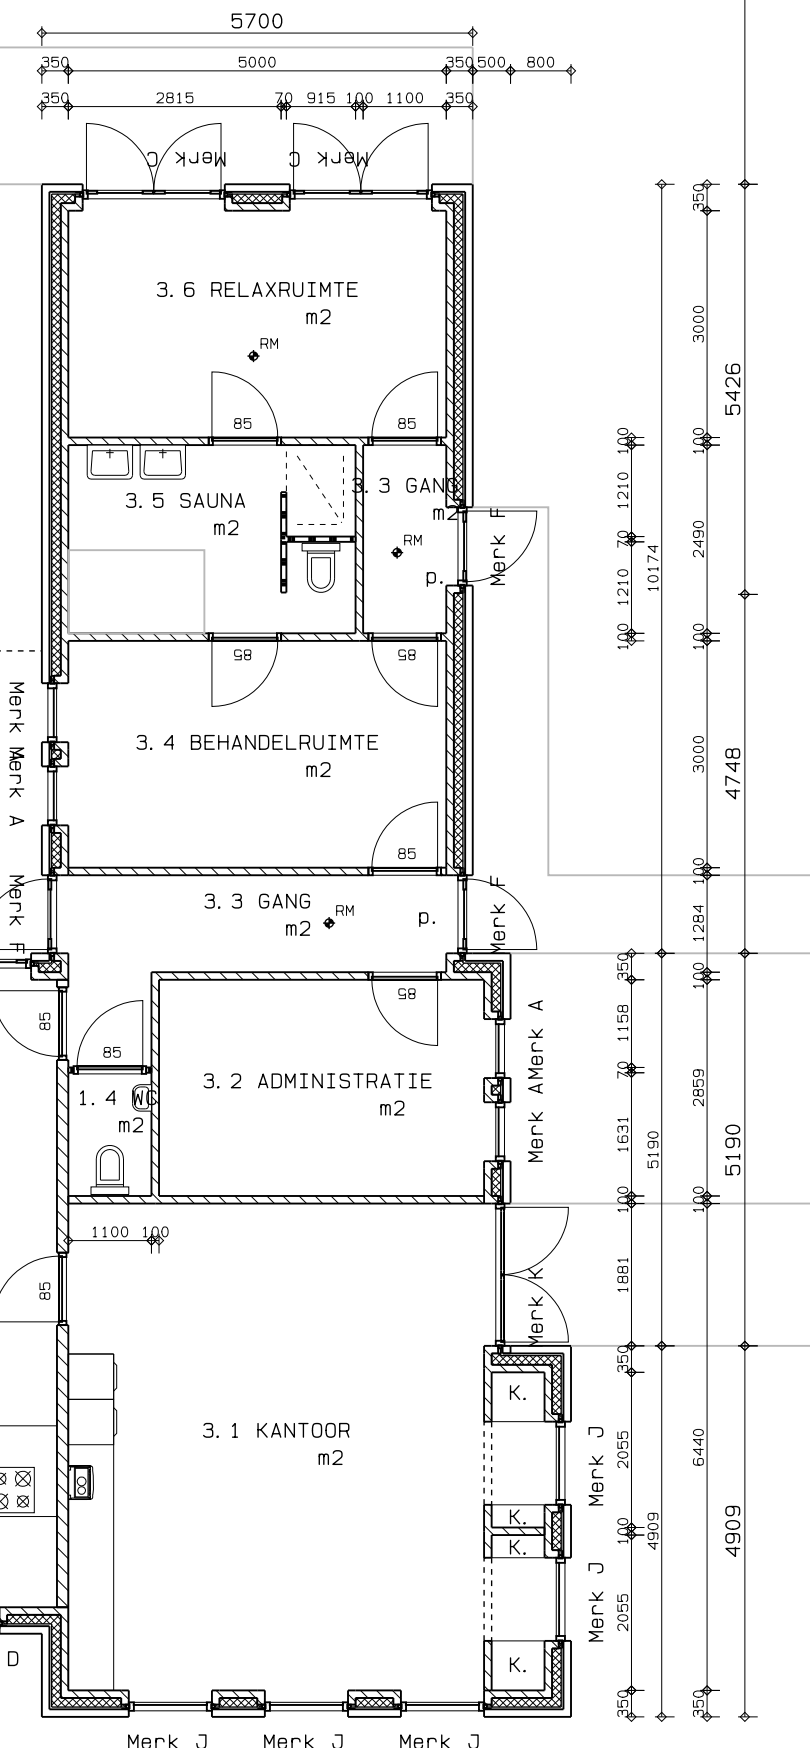 5700
350 5000 350 500 800
350 2815 70 915 100 1100 350
Merk C Merk C
3.6 RELAXRUIMTE
m2
RM
85 85
3.5 SAUNA
m2
3.3 GANG
m2
RM
p.
Merk F
85 85
Merk A
Merk A
3.4 BEHANDELRUIMTE
m2
85
Merk F
3.3 GANG
m2
RM
p.
Merk F
85
85
85
3.2 ADMINISTRATIE
m2
1.4 WC
m2
Merk A Merk A
1100 100
85
Merk K
3.1 KANTOOR
m2
K.
K.
K.
K.
Merk J
Merk J
D
Merk J Merk J Merk J
100
1210
70
1210
100
350
1158
70
1631
100
1881
350
2055
100
2055
350
10174
5190
4909
350
3000
100
2490
100
3000
100
1284
100
2859
100
6440
350
5426
4748
5190
4909